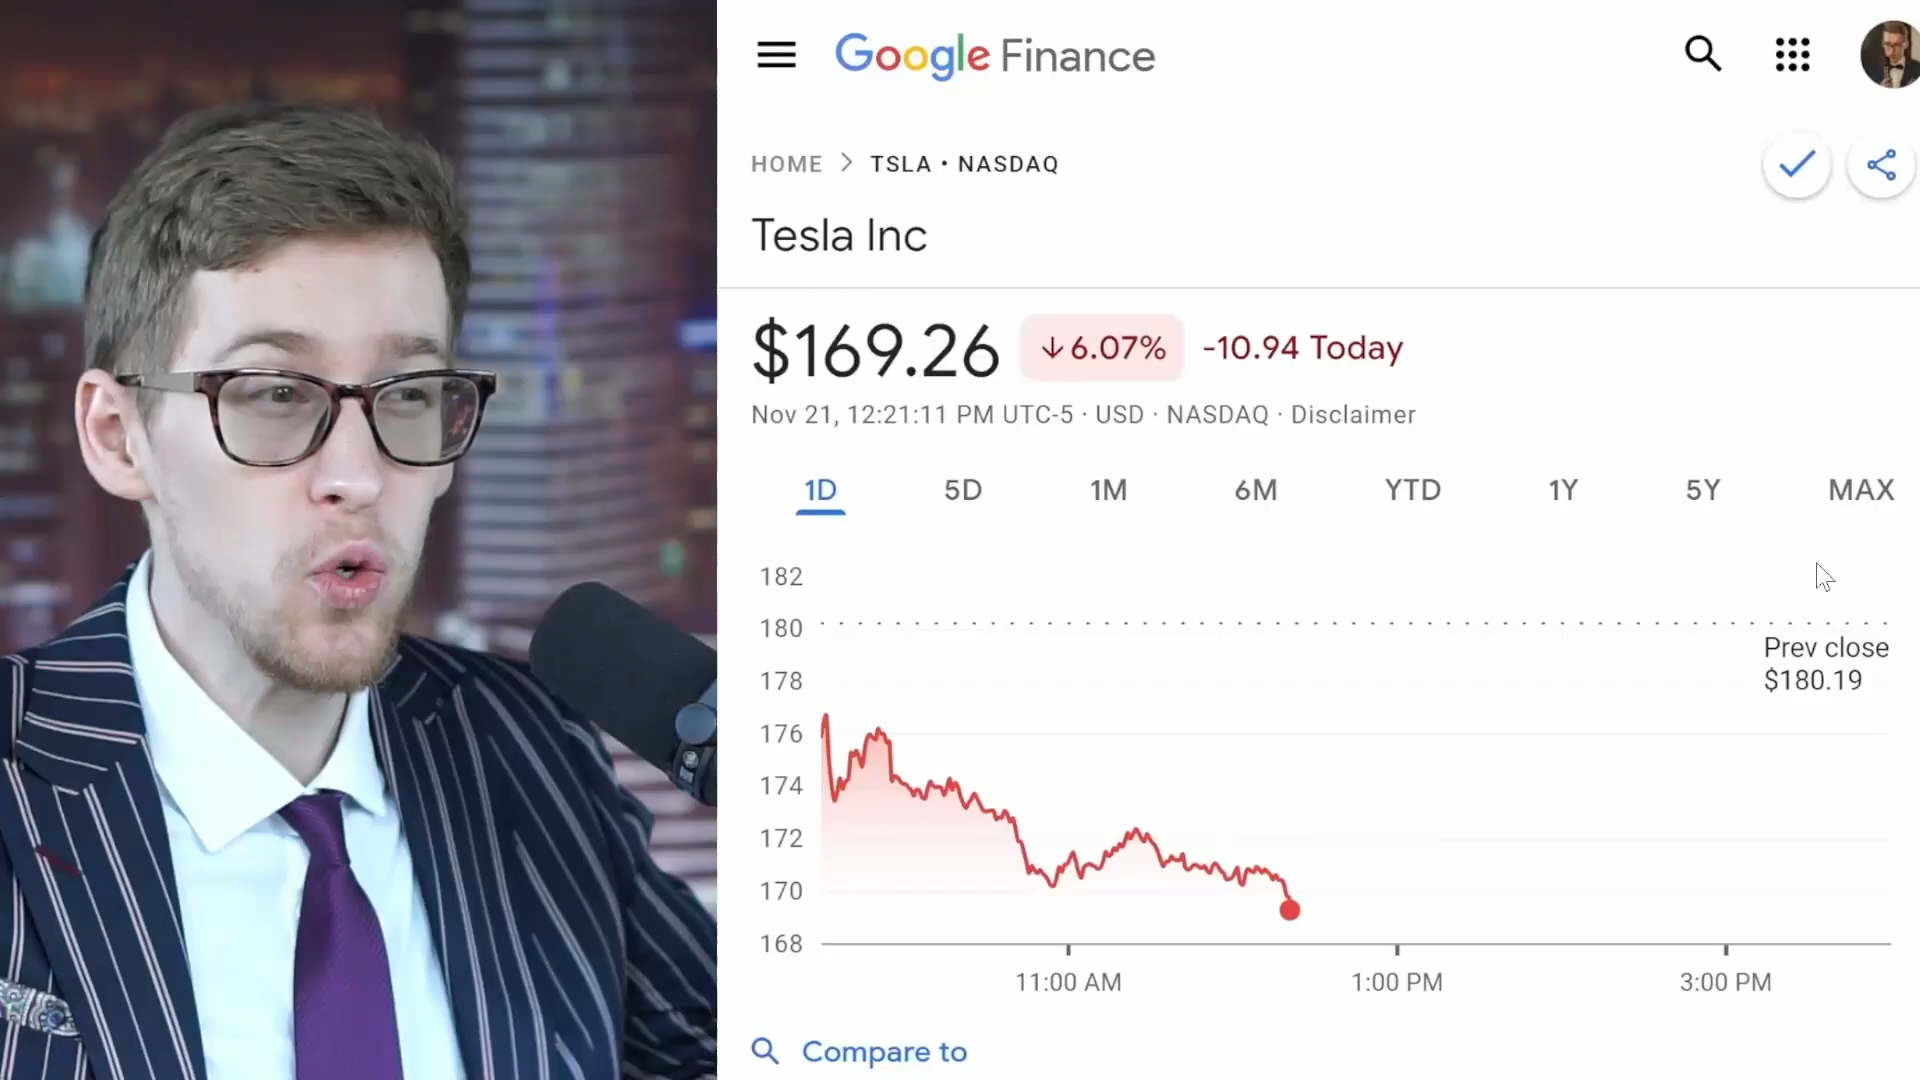 Google Finance
HOME > TSLA • NASDAQ
Tesla Inc
$169.26 ↓6.07% -10.94 Today
Nov 21, 12:21:11 PM UTC-5 · USD · NASDAQ · Disclaimer
1D 5D 1M 6M YTD 1Y 5Y MAX
182
180
Prev close
$180.19
178
176
174
172
170
168
11:00 AM 1:00 PM 3:00 PM
Compare to